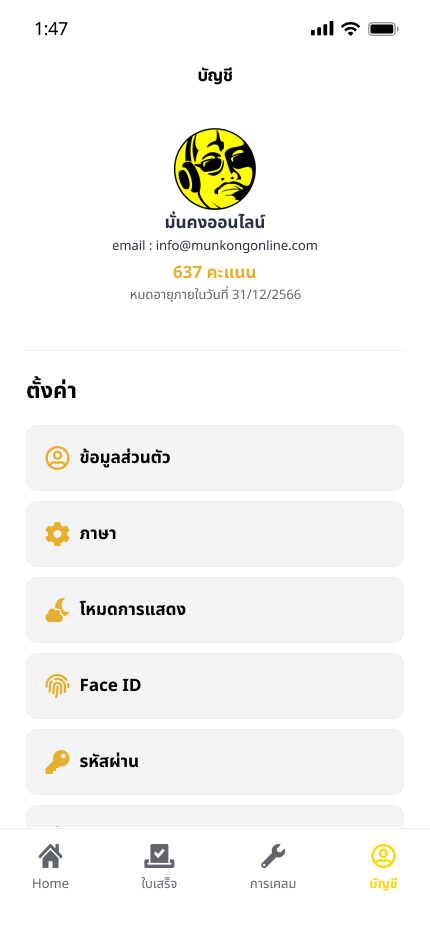 1:47
บัญชี
มั่นคงออนไลน์
email : info@munkongonline.com
637 คะแนน
หมดอายุภายในวันที่ 31/12/2566
ตั้งค่า
ข้อมูลส่วนตัว
ภาษา
โหมดการแสดง
Face ID
รหัสผ่าน
Home
ใบเสร็จ
การเคลม
บัญชี